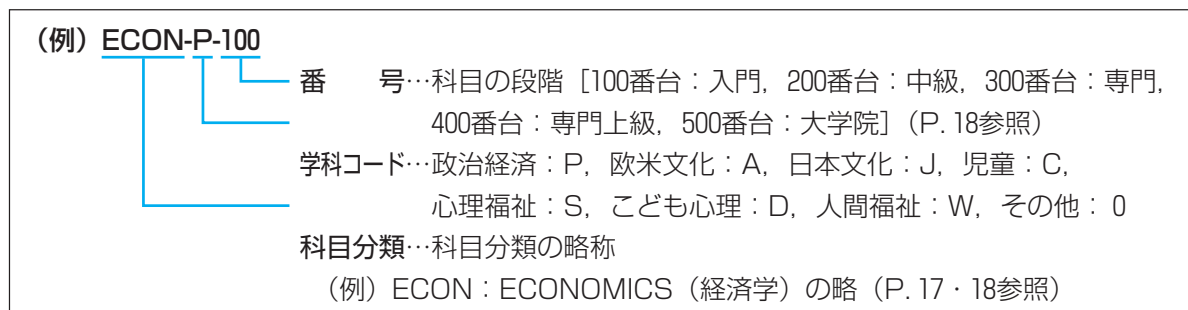 （例）ECON-P-100
番　　号…科目の段階［100番台：入門，200番台：中級，300番台：専門，
400番台：専門上級，500番台：大学院］（P.18参照）
学科コード…政治経済：P，欧米文化：A，日本文化：J，児童：C，
心理福祉：S，こども心理：D，人間福祉：W，その他：0
科目分類…科目分類の略称
（例）ECON：ECONOMICS（経済学）の略（P.17・18参照）